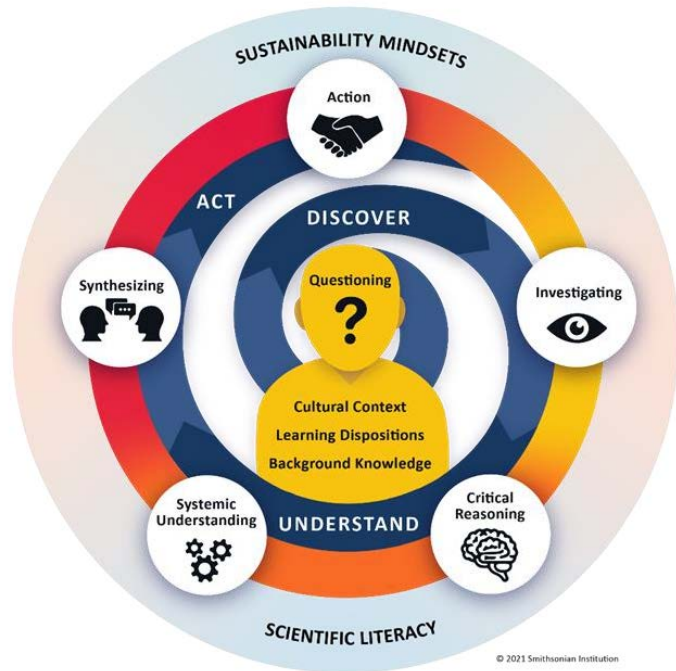 SUSTAINABILITY MINDSETS
Action
ACT
DISCOVER
Synthesizing
Questioning
?
Investigating
Cultural Context
Learning Dispositions
Background Knowledge
Systemic
Understanding
UNDERSTAND
Critical
Reasoning
SCIENTIFIC LITERACY
© 2021 Smithsonian Institution